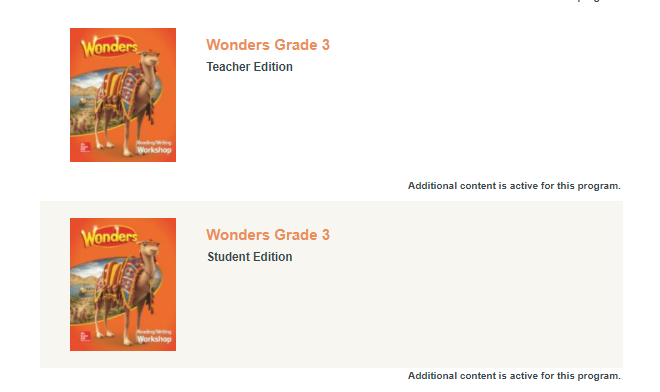 Wonders
Wonders Grade 3
Teacher Edition
Reading/Writing
Workshop
Additional content is active for this program.
Wonders
Wonders Grade 3
Student Edition
Reading/Writing
Workshop
Additional content is active for this program.